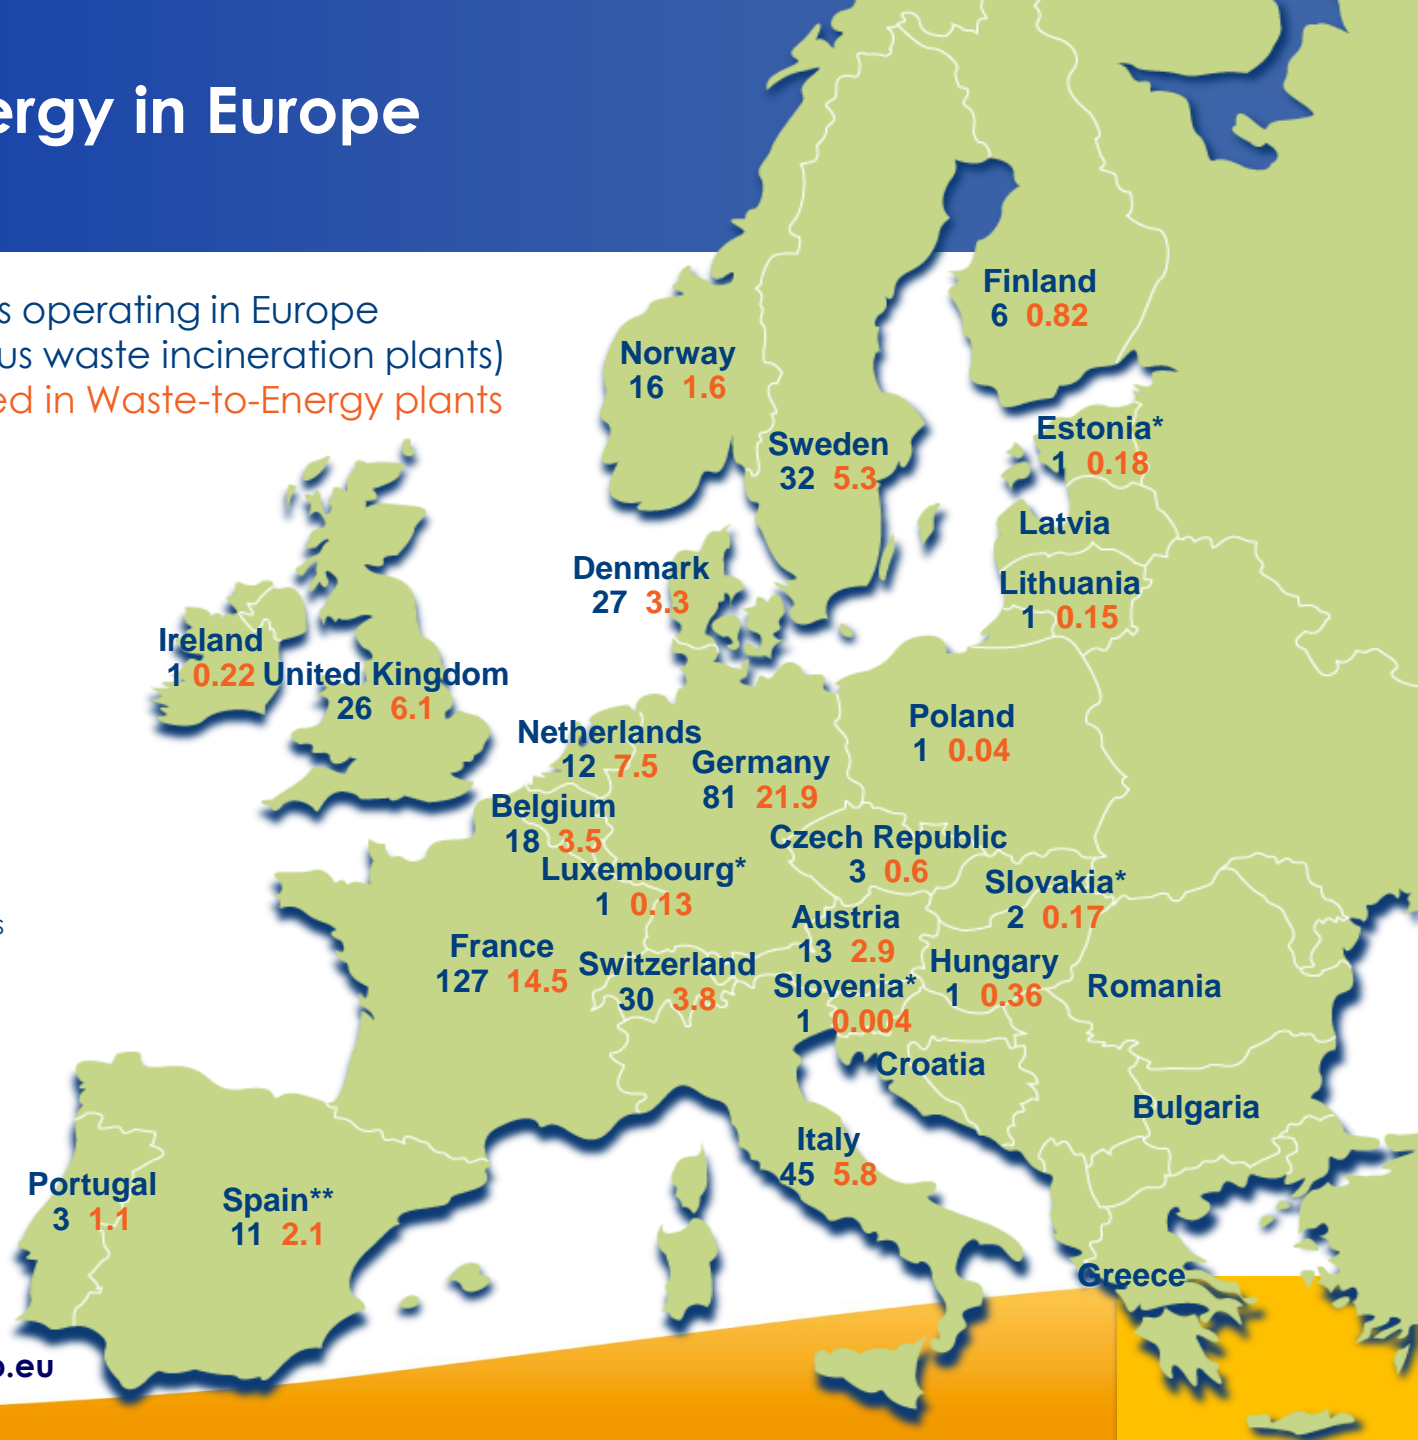 ergy in Europe
s operating in Europe
us waste incineration plants)
ed in Waste-to-Energy plants
Finland
6 0.82
Norway
16 1.6
Sweden
32 5.3
Estonia*
1 0.18
Latvia
Denmark
27 3.3
Lithuania
1 0.15
Ireland
1 0.22
United Kingdom
26 6.1
Netherlands
12 7.5
Germany
81 21.9
Poland
1 0.04
Belgium
18 3.5
Czech Republic
3 0.6
Luxembourg*
1 0.13
Slovakia*
2 0.17
s
Austria
13 2.9
France
127 14.5
Switzerland
30 3.8
Hungary
1 0.36
Slovenia*
1 0.004
Romania
Croatia
Bulgaria
Italy
45 5.8
Portugal
3 1.1
Spain**
11 2.1
Greece
.eu